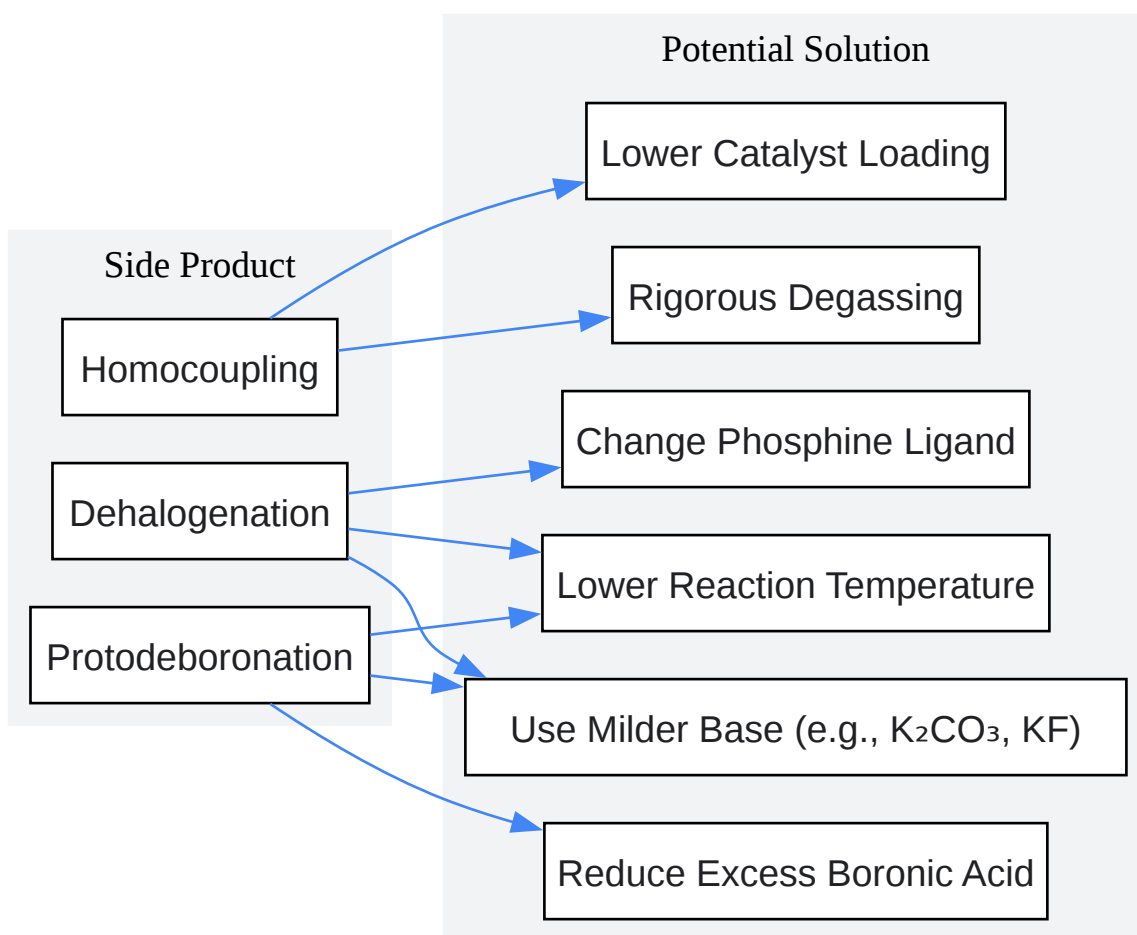 Side Product
Homocoupling
Dehalogenation
Protodeboronation
Potential Solution
Lower Catalyst Loading
Rigorous Degassing
Change Phosphine Ligand
Lower Reaction Temperature
Use Milder Base (e.g., K₂CO₃, KF)
Reduce Excess Boronic Acid